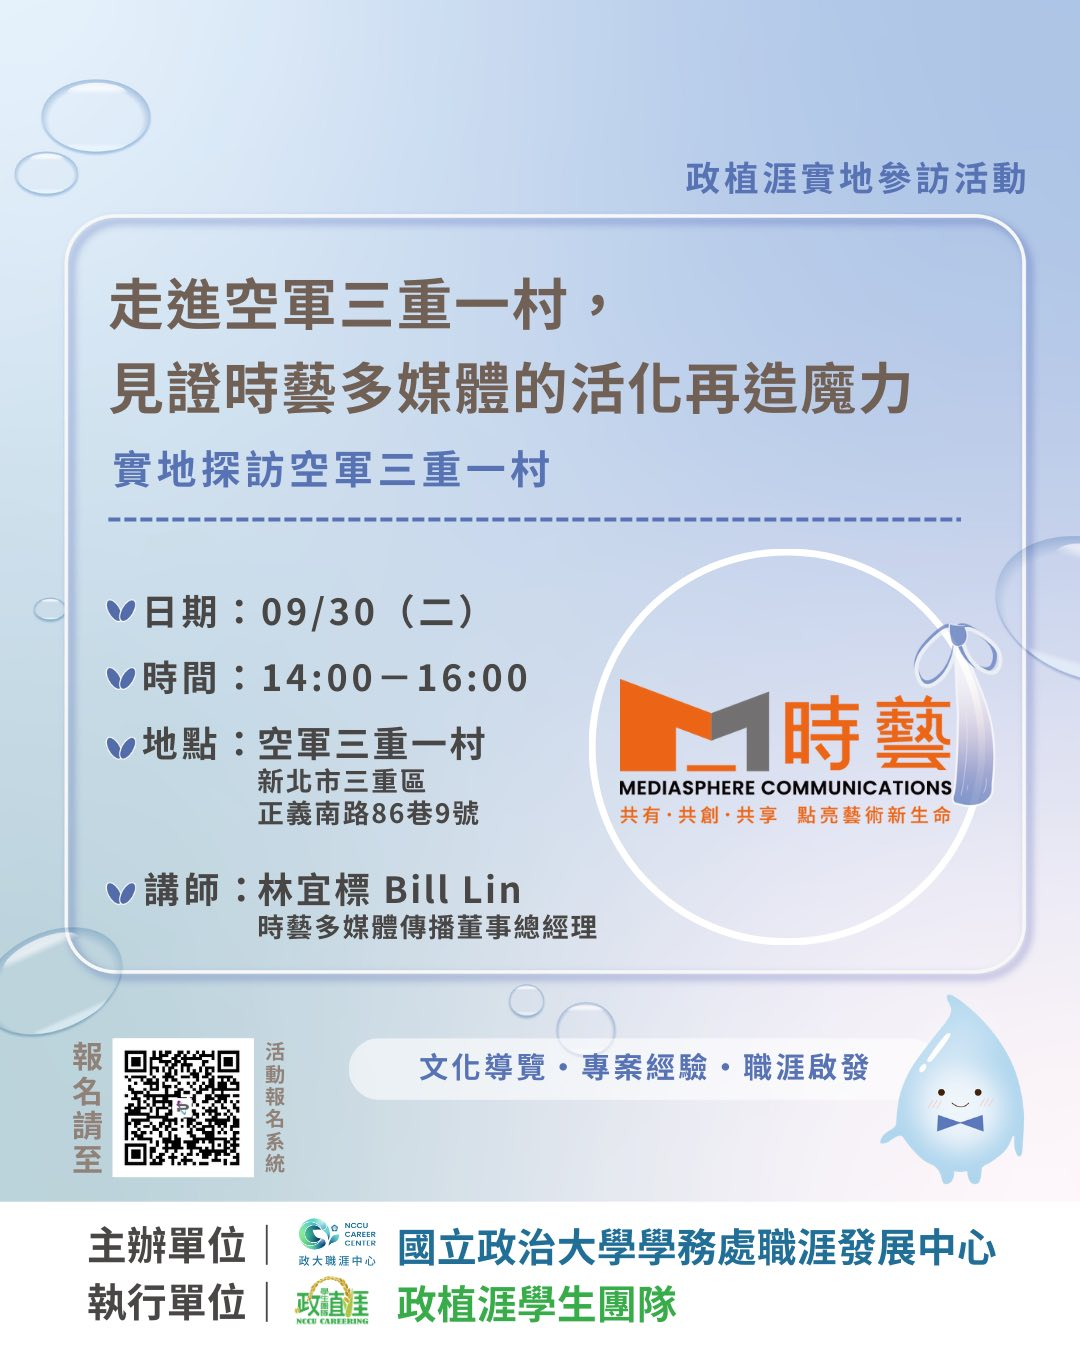 政植涯實地參訪活動
走進空軍三重一村，
見證時藝多媒體的活化再造魔力
實地探訪空軍三重一村
日期：09/30（二）
時間：14:00－16:00
地點：空軍三重一村
新北市三重區
正義南路86巷9號
講師：林宜標 Bill Lin
時藝多媒體傳播董事總經理
時藝
MEDIASPHERE COMMUNICATIONS
共有·共創·共享 點亮藝術新生命
報名請至
活動報名系統
文化導覽・專案經驗・職涯啟發
主辦單位｜
NCCU
CAREER
CENTER
政大職涯中心
國立政治大學學務處職涯發展中心
執行單位｜
政植涯
學生團隊
NCCU CAREERING
政植涯學生團隊